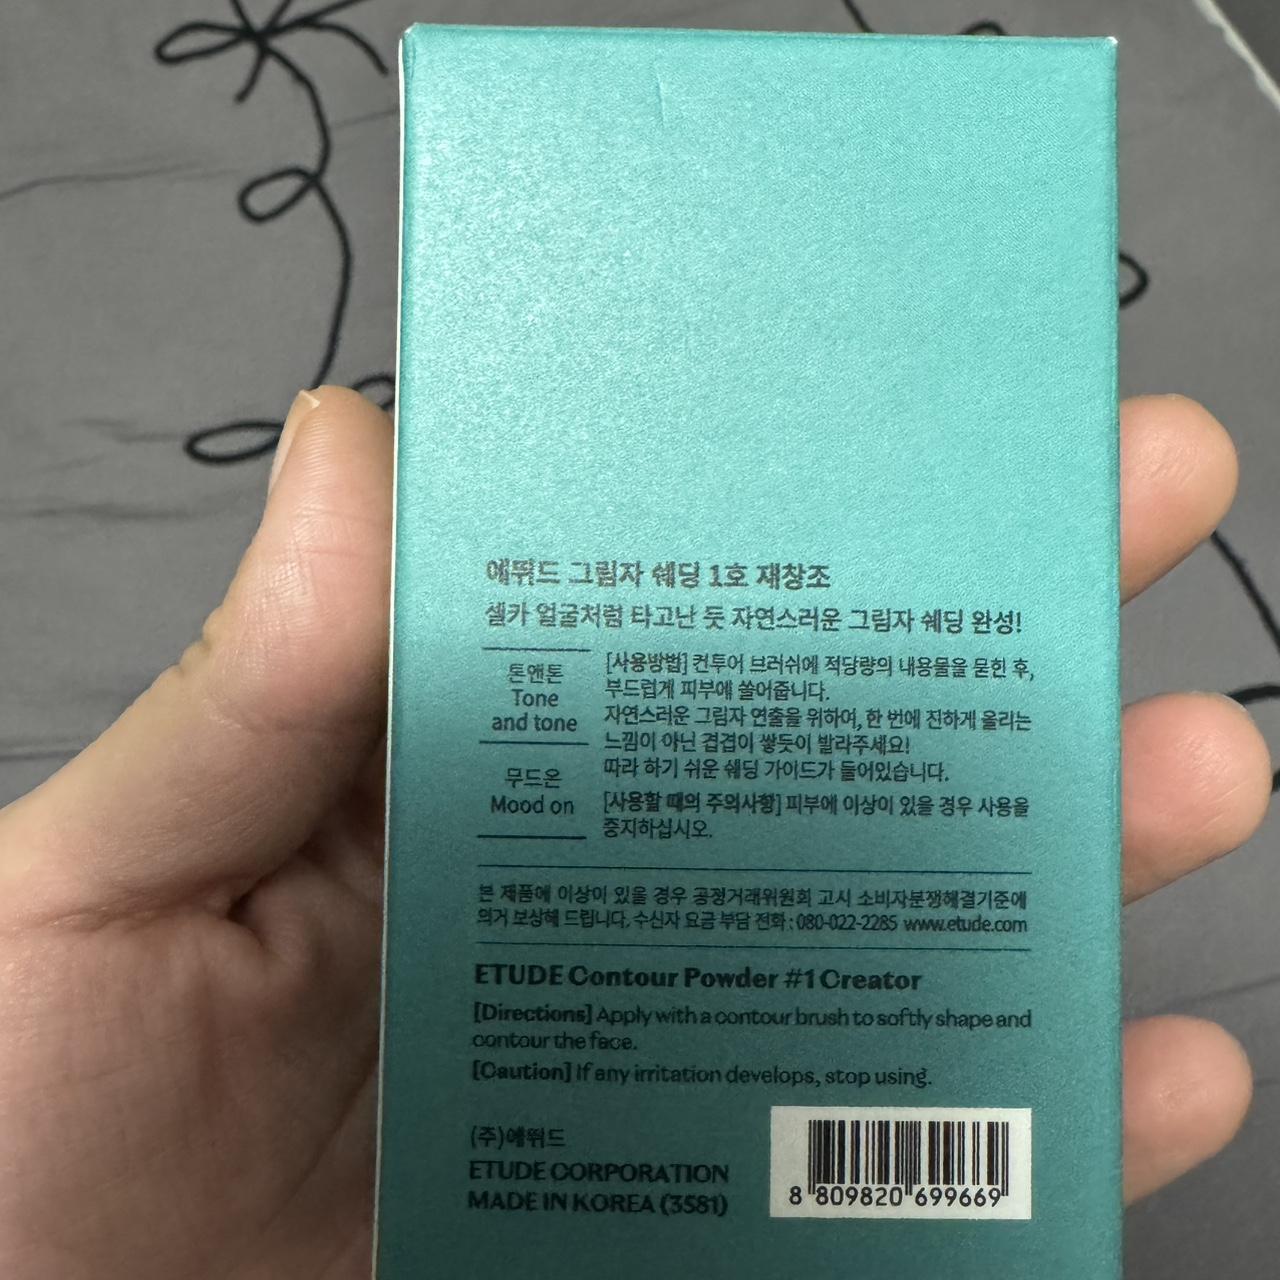 에뛰드 그림자 쉐딩 1호 재창조
셀카 얼굴처럼 타고난 듯 자연스러운 그림자 쉐딩 완성!
톤앤톤
Tone
and tone
무드온
Mood on
[사용방법] 컨투어 브러쉬에 적당량의 내용물을 묻힌 후,
부드럽게 피부에 쓸어줍니다.
자연스러운 그림자 연출을 위하여, 한 번에 진하게 올리는
느낌이 아닌 겹겹이 쌓듯이 발라주세요!
따라 하기 쉬운 쉐딩 가이드가 들어있습니다.
[사용할 때의 주의사항] 피부에 이상이 있을 경우 사용을
중지하십시오.
본 제품에 이상이 있을 경우 공정거래위원회 고시 소비자분쟁해결기준에
의거 보상해 드립니다. 수신자 요금 부담 전화 : 080-022-2285 www.etude.com
ETUDE Contour Powder #1 Creator
[Directions] Apply with a contour brush to softly shape and
contour the face.
[Caution] If any irritation develops, stop using.
(주)에뛰드
ETUDE CORPORATION
MADE IN KOREA (3581)
8 809820 699669